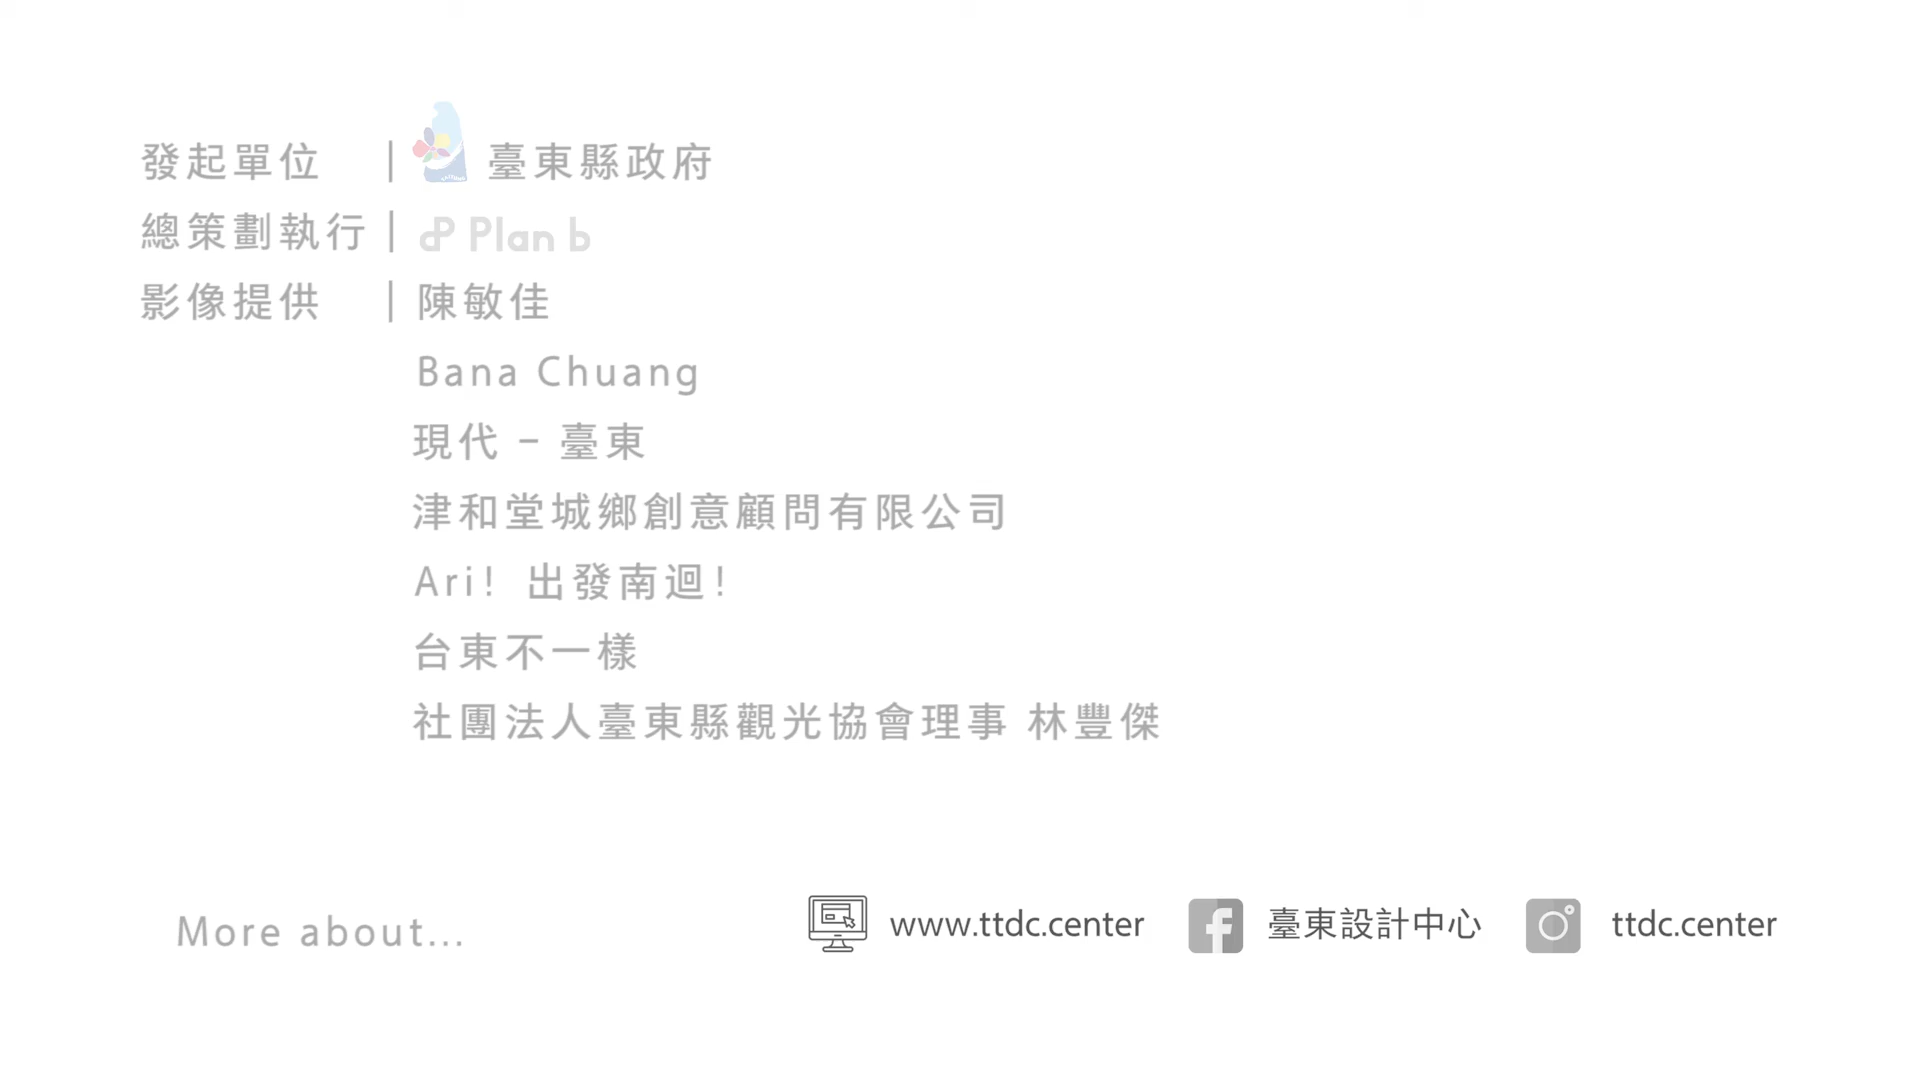 發起單位 | 臺東縣政府
總策劃執行 | Plan b
影像提供 | 陳敏佳
Bana Chuang
現代 – 臺東
津和堂城鄉創意顧問有限公司
Ari! 出發南迴!
台東不一樣
社團法人臺東縣觀光協會理事 林豐傑
More about... www.ttdc.center 臺東設計中心 ttdc.center